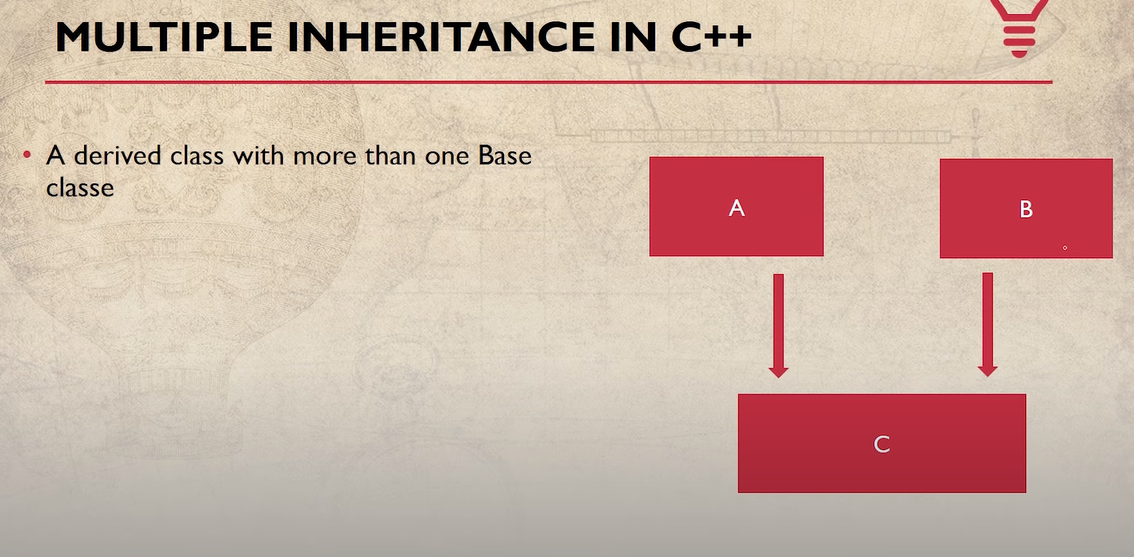 MULTIPLE INHERITANCE IN C++
• A derived class with more than one Base
classe
A
B
C